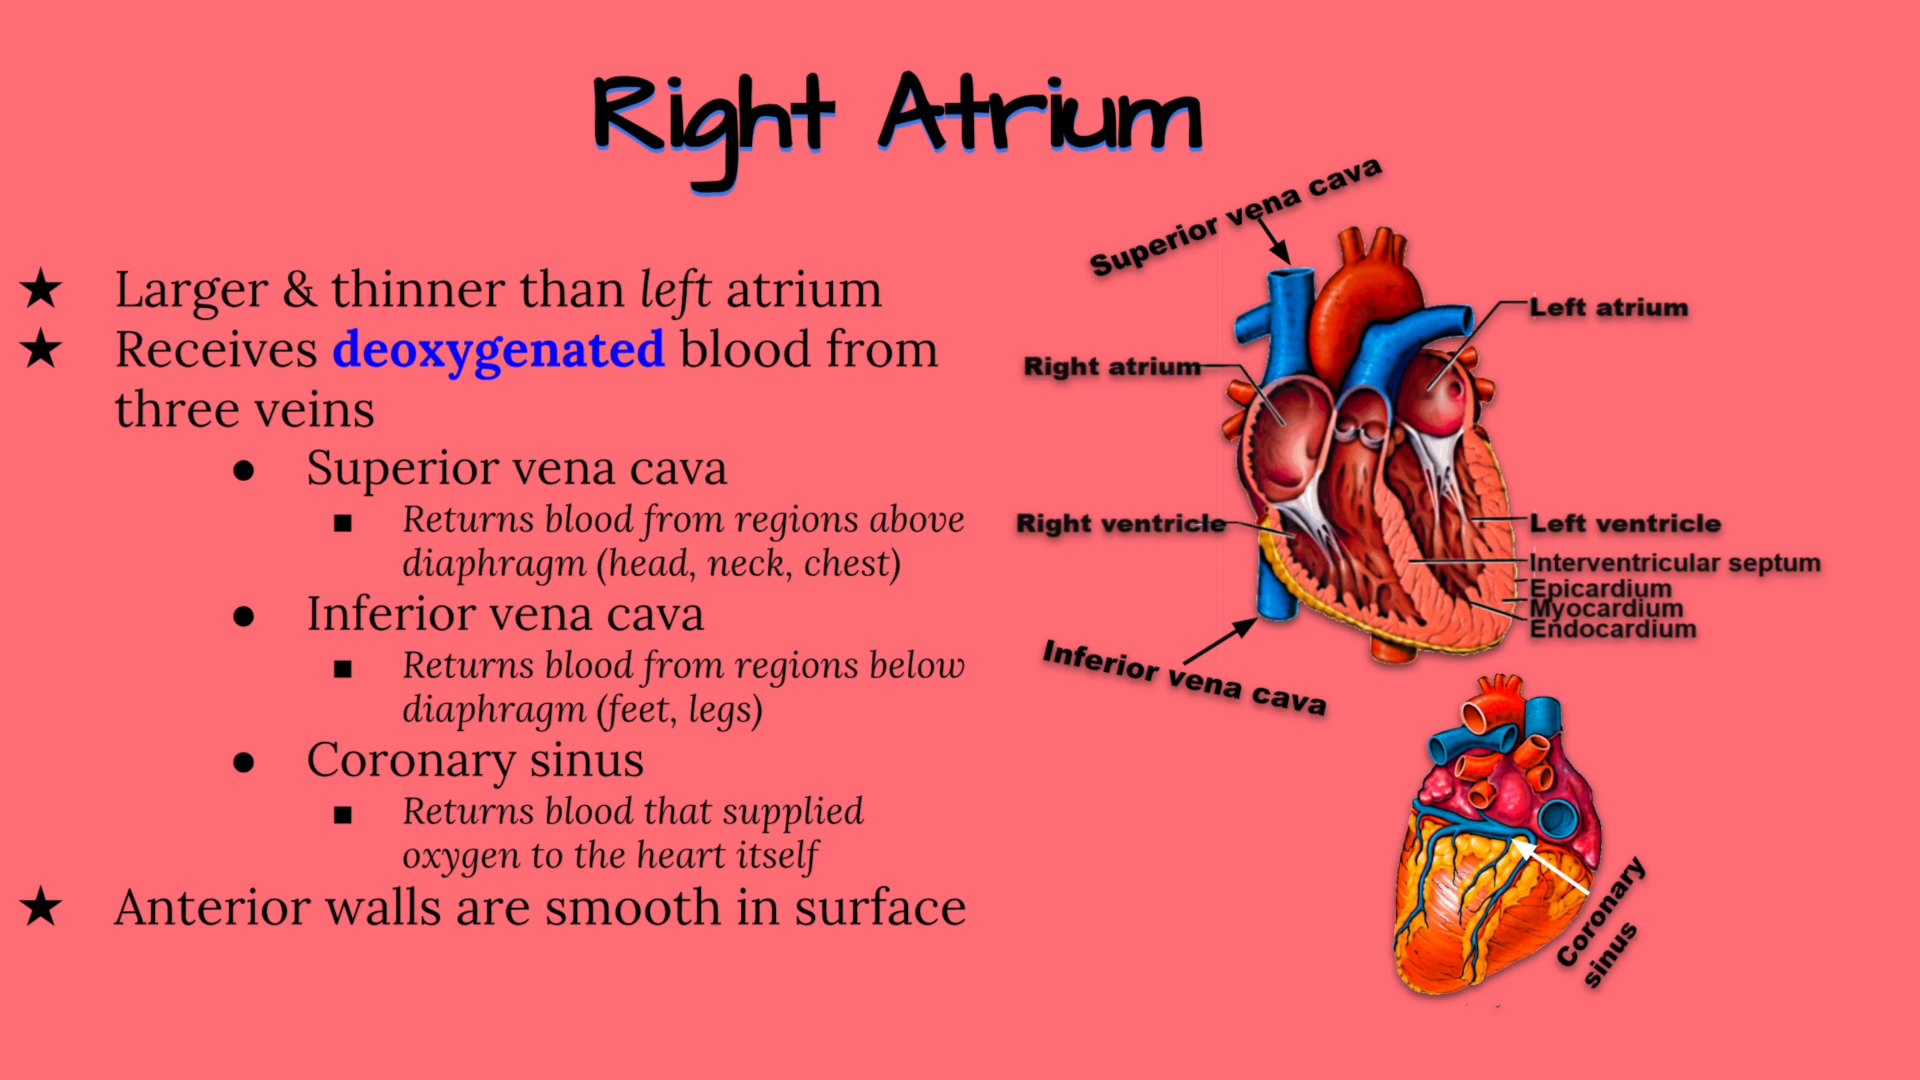 Right Atrium
★ Larger & thinner than left atrium
★ Receives deoxygenated blood from
three veins
● Superior vena cava
■ Returns blood from regions above
diaphragm (head, neck, chest)
● Inferior vena cava
■ Returns blood from regions below
diaphragm (feet, legs)
● Coronary sinus
■ Returns blood that supplied
oxygen to the heart itself
★ Anterior walls are smooth in surface
Superior vena cava
Left atrium
Right atrium
Right ventricle
Left ventricle
Interventricular septum
Epicardium
Myocardium
Endocardium
Inferior vena cava
Coronary
sinus